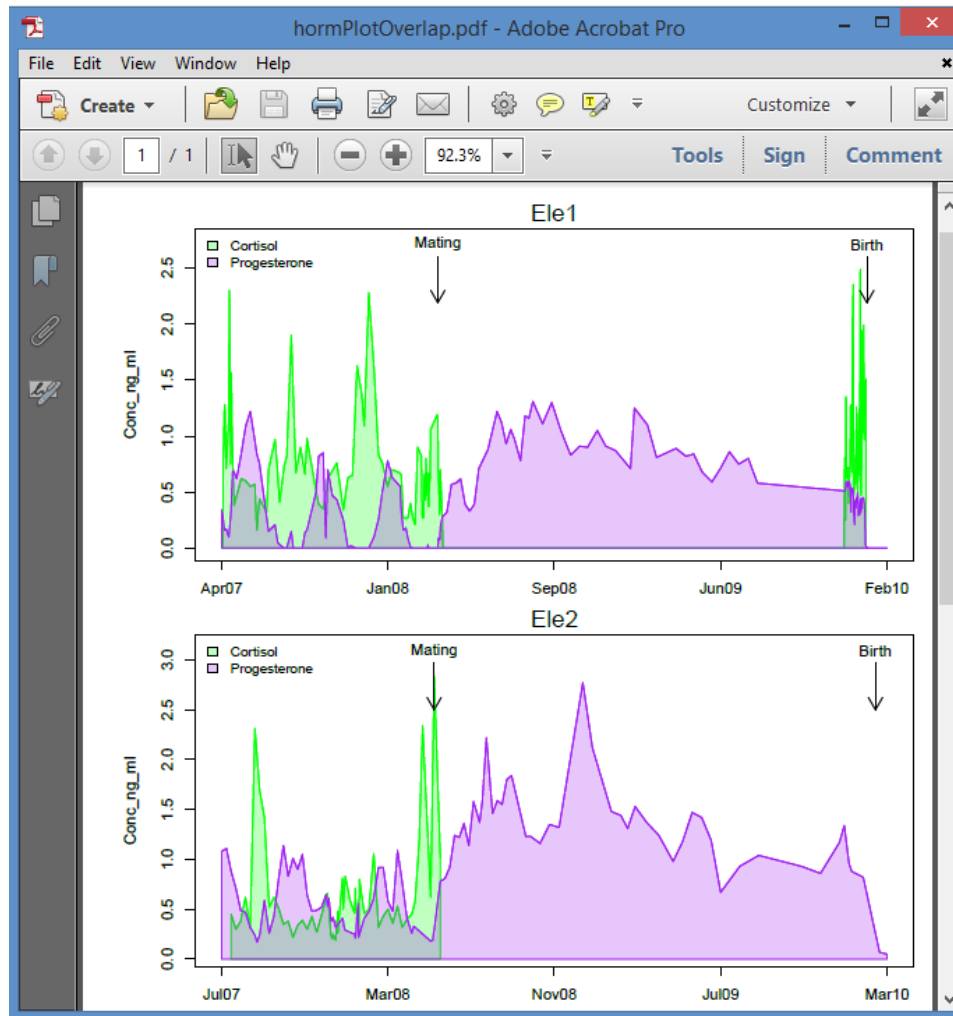 hormPlotOverlap.pdf - Adobe Acrobat Pro
File Edit View Window Help
Create Customize
1 / 1 92.3% Tools Sign Comment
Ele1
Cortisol
Progesterone
Mating
Birth
Conc_ng_ml
2.5
2.0
1.5
1.0
0.5
0.0
Apr07 Jan08 Sep08 Jun09 Feb10
Ele2
Cortisol
Progesterone
Mating
Birth
Conc_ng_ml
3.0
2.5
2.0
1.5
1.0
0.5
0.0
Jul07 Mar08 Nov08 Jul09 Mar10